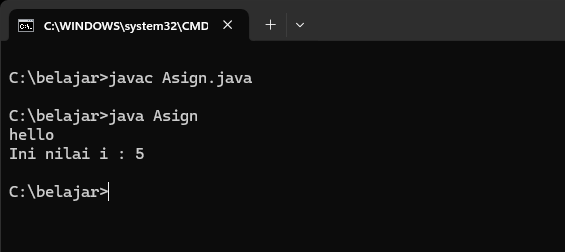 C:\WINDOWS\system32\CMD
C:\belajar>javac Asign.java
C:\belajar>java Asign
hello
Ini nilai i : 5
C:\belajar>